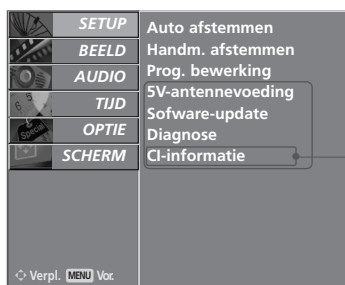 SETUP
BEELD
AUDIO
TIJD
OPTIE
SCHERM
Auto afstemmen
Handm. afstemmen
Prog. bewerking
5V-antennevoeding
Sofware-update
Diagnose
CI-informatie
Verpl. MENU Vor.